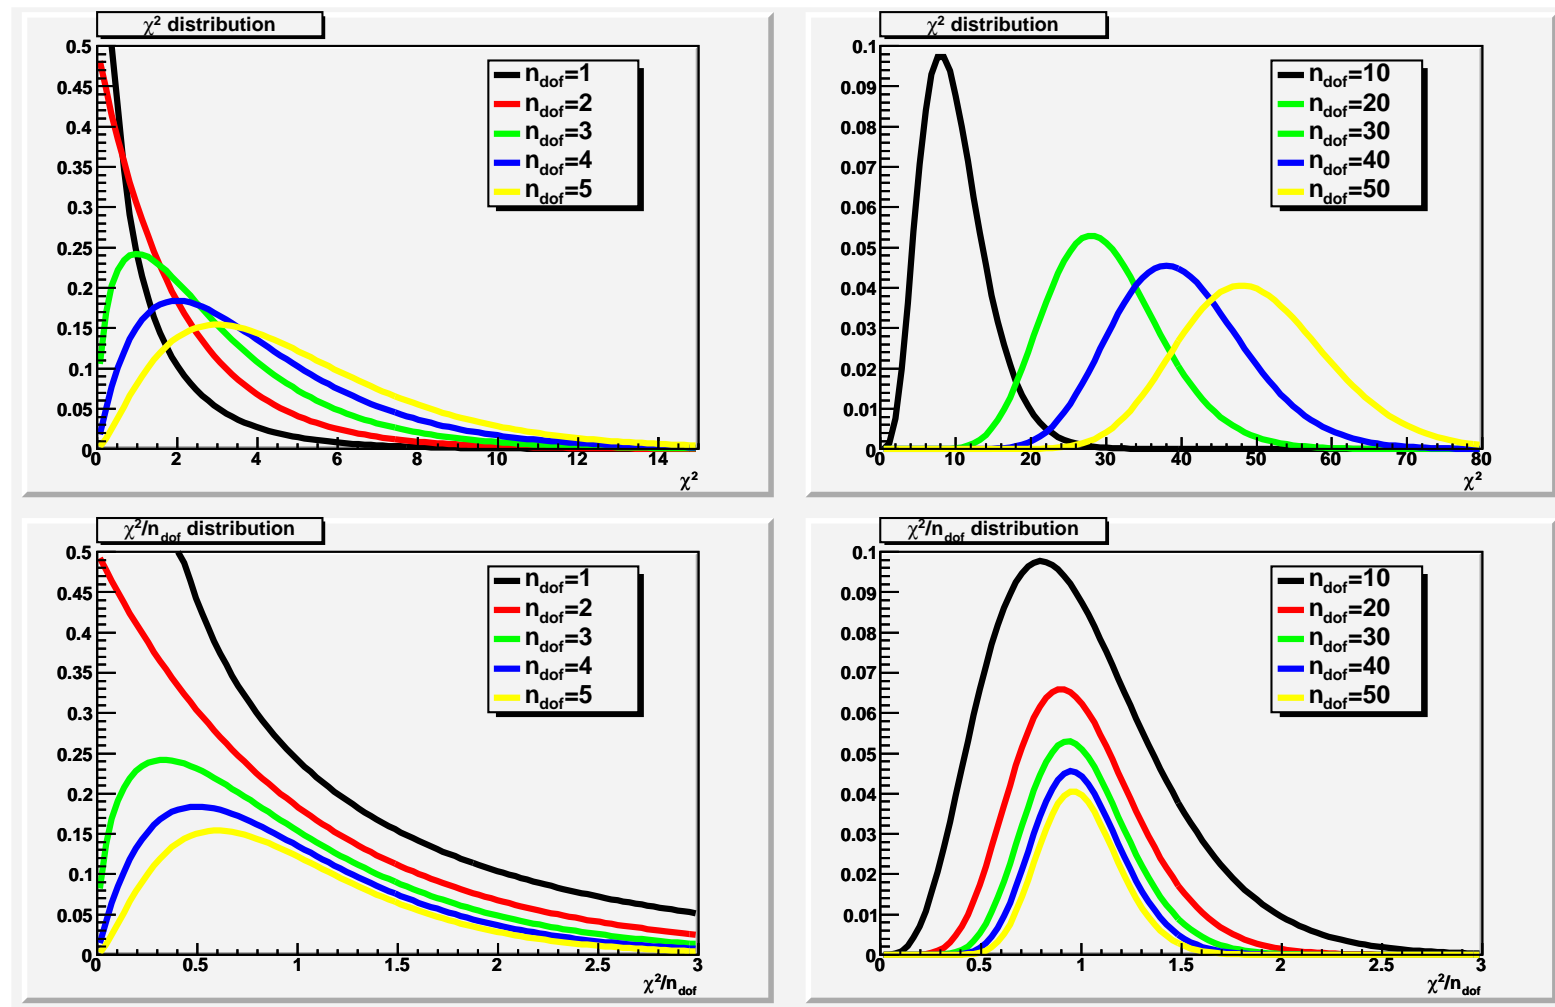 χ² distribution
0.5
0.45
0.4
0.35
0.3
0.25
0.2
0.15
0.1
0.05
0
0 2 4 6 8 10 12 14
χ²
n_dof=1
n_dof=2
n_dof=3
n_dof=4
n_dof=5
χ² distribution
0.1
0.09
0.08
0.07
0.06
0.05
0.04
0.03
0.02
0.01
0
0 10 20 30 40 50 60 70 80
χ²
n_dof=10
n_dof=20
n_dof=30
n_dof=40
n_dof=50
χ²/n_dof distribution
0.5
0.45
0.4
0.35
0.3
0.25
0.2
0.15
0.1
0.05
0
0 0.5 1 1.5 2 2.5 3
χ²/n_dof
n_dof=1
n_dof=2
n_dof=3
n_dof=4
n_dof=5
χ²/n_dof distribution
0.1
0.09
0.08
0.07
0.06
0.05
0.04
0.03
0.02
0.01
0
0 0.5 1 1.5 2 2.5 3
χ²/n_dof
n_dof=10
n_dof=20
n_dof=30
n_dof=40
n_dof=50